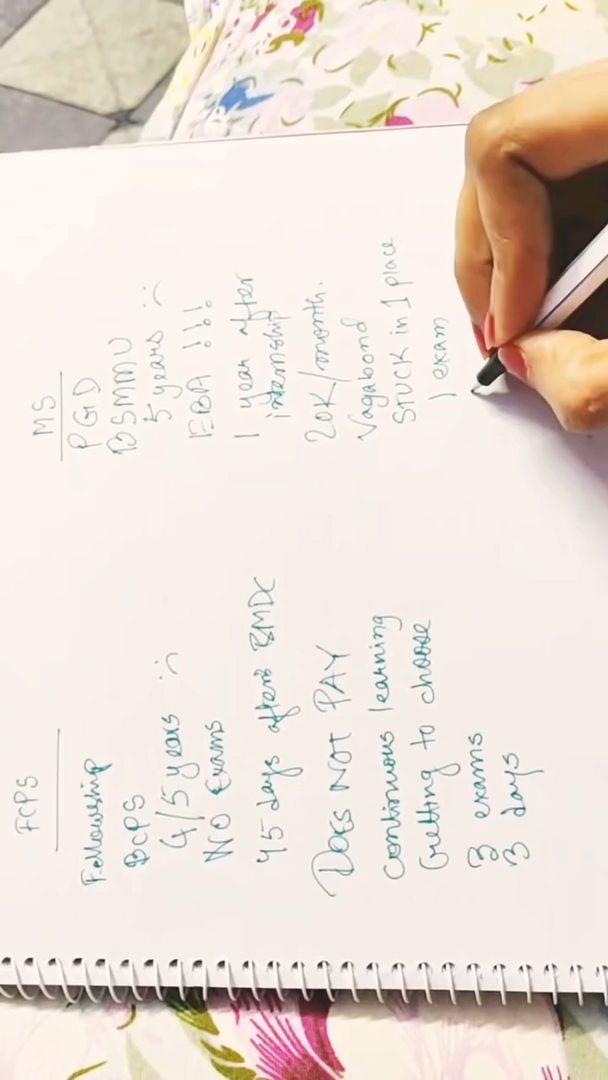 FCPS
Fellowship
BCPS
4/5 years :(
NO Exams
45 days after BMDC
DOES NOT PAY
Continuous learning
Getting to choose
3 exams
3 days
MS
PGD
BSMMU
5 years :(
EBA !!!
1 year after
internship
20K/month.
Vagabond
STUCK in 1 place
1 exam